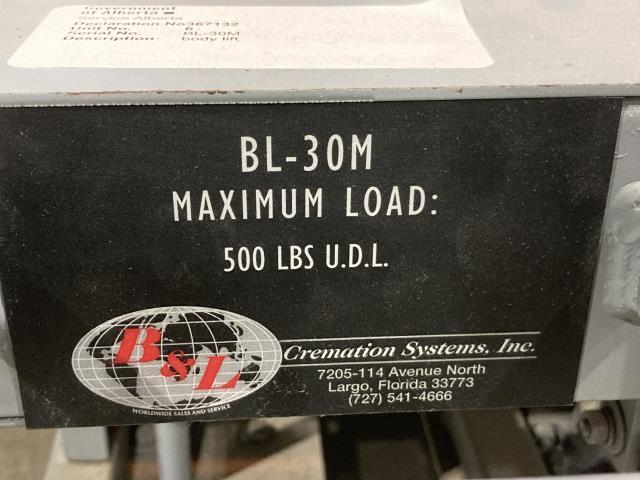 Government
of Alberta
Service Alberta
Declaration No367132
Unit No. 6
Serial No. BL-30M
Description body lift
BL-30M
MAXIMUM LOAD:
500 LBS U.D.L.
B&L
WORLDWIDE SALES AND SERVICE
Cremation Systems, Inc.
7205-114 Avenue North
Largo, Florida 33773
(727) 541-4666